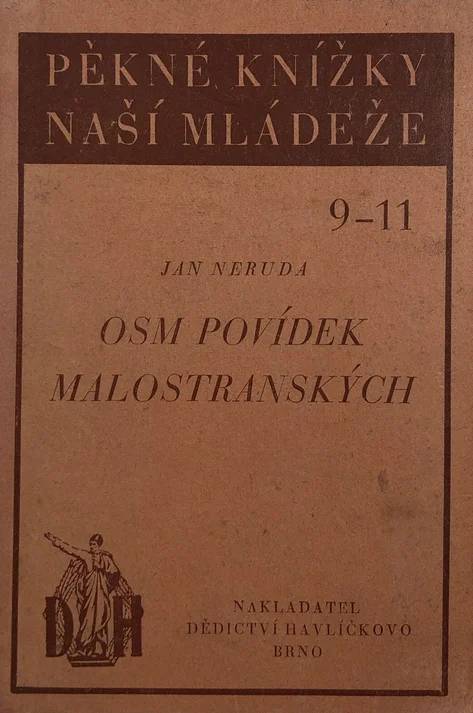 PĚKNÉ KNÍŽKY
NAŠÍ MLÁDEŽE
9–11
JAN NERUDA
OSM POVÍDEK
MALOSTRANSKÝCH
DH
NAKLADATEL
DĚDICTVÍ HAVLÍČKOVO
BRNO